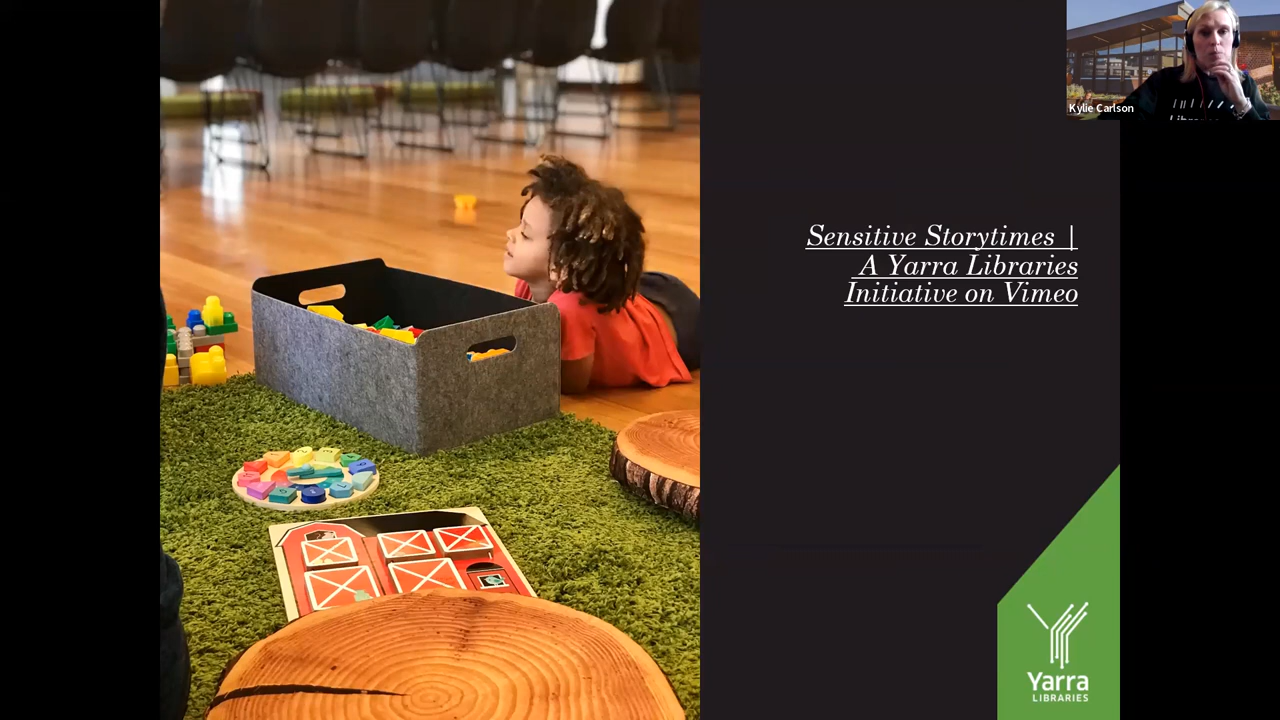 Kylie Carlson
Sensitive Storytimes |
A Yarra Libraries
Initiative on Vimeo
Yarra
LIBRARIES